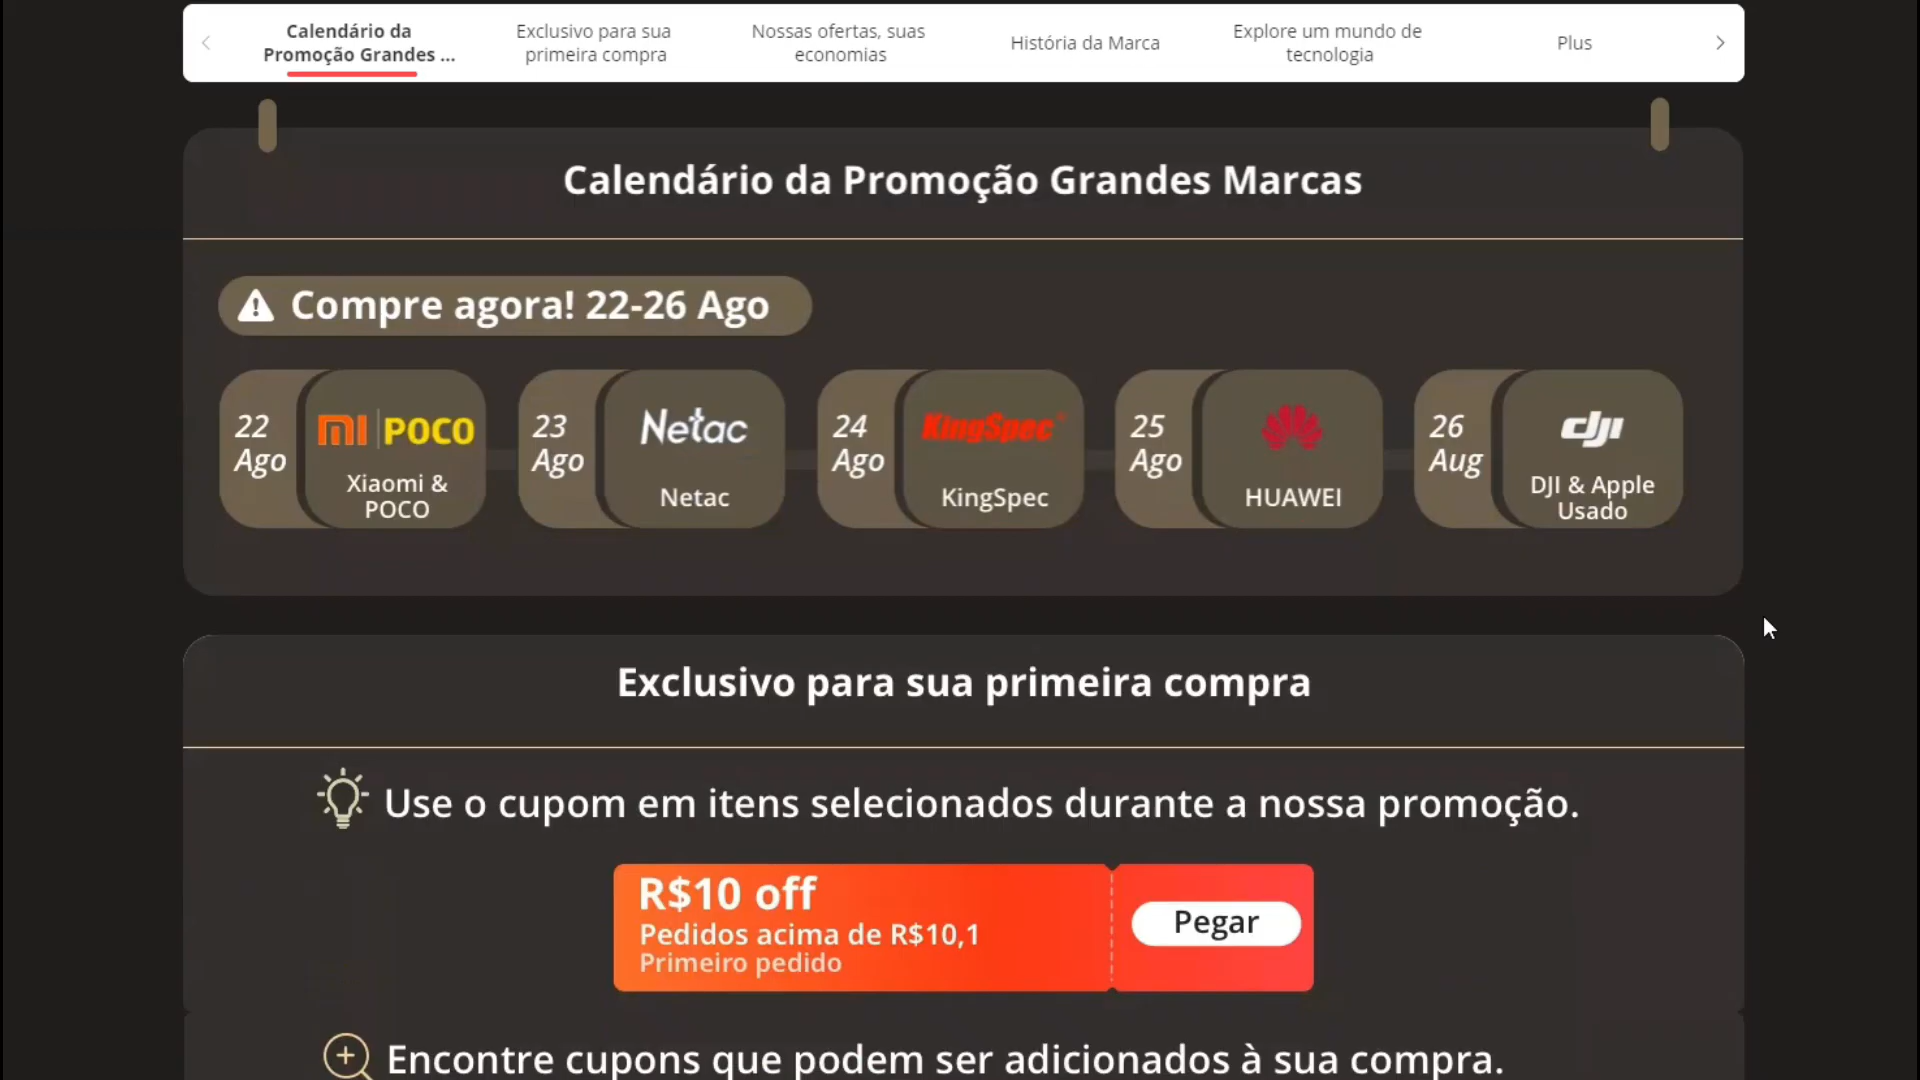 Calendário da
Promoção Grandes ...
Exclusivo para sua
primeira compra
Nossas ofertas, suas
economias
História da Marca
Explore um mundo de
tecnologia
Plus
Calendário da Promoção Grandes Marcas
Compre agora! 22-26 Ago
22
Ago
mi POCO
Xiaomi &
POCO
23
Ago
Netac
Netac
24
Ago
KingSpec
KingSpec
25
Ago
HUAWEI
26
Aug
dji
DJI & Apple
Usado
Exclusivo para sua primeira compra
Use o cupom em itens selecionados durante a nossa promoção.
R$10 off
Pedidos acima de R$10,1
Primeiro pedido
Pegar
Encontre cupons que podem ser adicionados à sua compra.